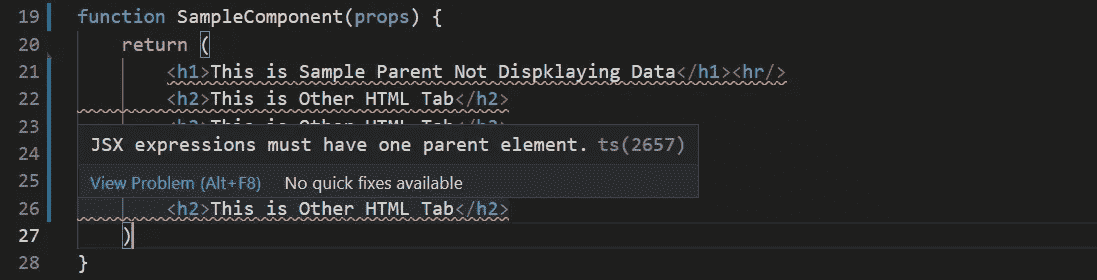 19 function SampleComponent(props) {
20 return (
21 <h1>This is Sample Parent Not Dispklaying Data</h1><hr/>
22 <h2>This is Other HTML Tab</h2>
23
JSX expressions must have one parent element. ts(2657)
24
25
View Problem (Alt+F8) No quick fixes available
26 <h2>This is Other HTML Tab</h2>
27 )
28 }